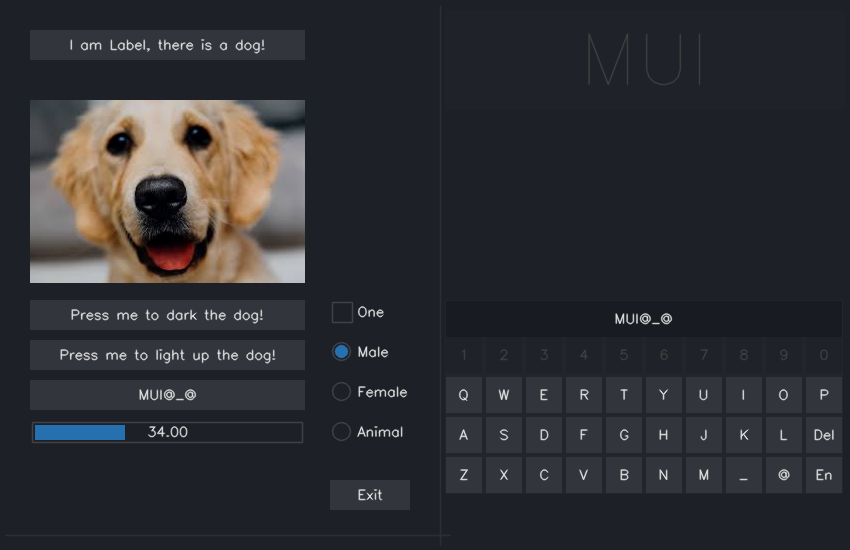 I am Label, there is a dog!
Press me to dark the dog!
Press me to light up the dog!
MUI@_@
34.00
One
Male
Female
Animal
Exit
MUI
MUI@_@
1 2 3 4 5 6 7 8 9 0
Q W E R T Y U I O P
A S D F G H J K L Del
Z X C V B N M _ @ En